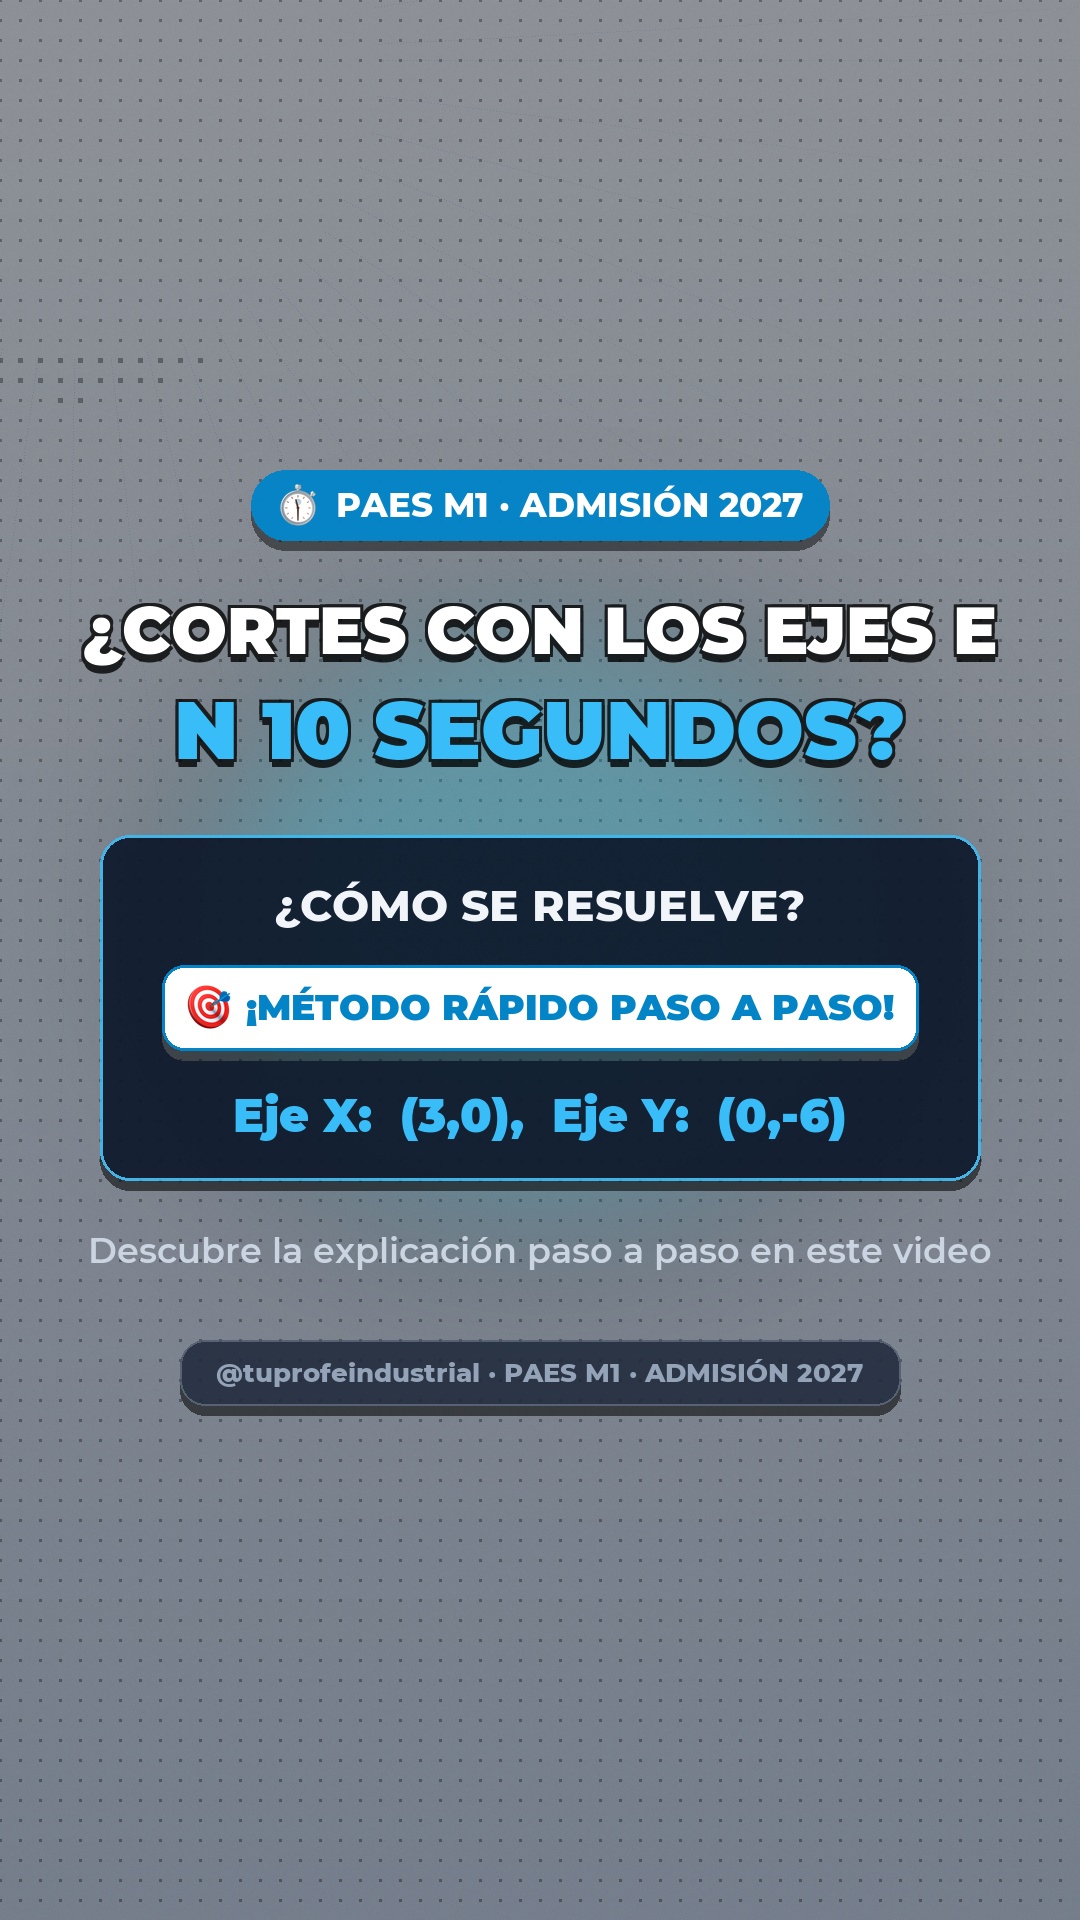 ⏱ PAES M1 · ADMISIÓN 2027
¿CORTES CON LOS EJES E
N 10 SEGUNDOS?
¿CÓMO SE RESUELVE?
🎯 ¡MÉTODO RÁPIDO PASO A PASO!
Eje X: (3,0), Eje Y: (0,-6)
Descubre la explicación paso a paso en este video
@tuprofeindustrial · PAES M1 · ADMISIÓN 2027